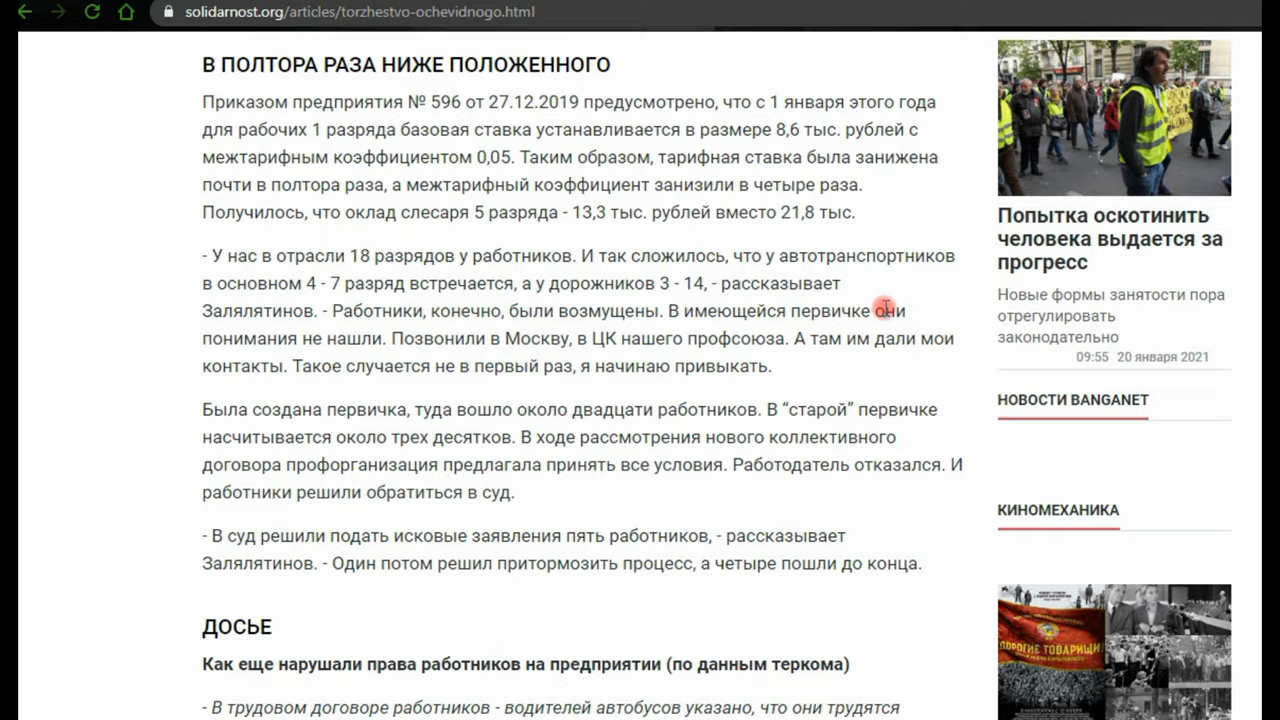 solidarnost.org/articles/torzhestvo-ochevidnogo.html
В ПОЛТОРА РАЗА НИЖЕ ПОЛОЖЕННОГО
Приказом предприятия № 596 от 27.12.2019 предусмотрено, что с 1 января этого года
для рабочих 1 разряда базовая ставка устанавливается в размере 8,6 тыс. рублей с
межтарифным коэффициентом 0,05. Таким образом, тарифная ставка была занижена
почти в полтора раза, а межтарифный коэффициент занизили в четыре раза.
Получилось, что оклад слесаря 5 разряда - 13,3 тыс. рублей вместо 21,8 тыс.
- У нас в отрасли 18 разрядов у работников. И так сложилось, что у автотранспортников
в основном 4 - 7 разряд встречается, а у дорожников 3 - 14, - рассказывает
Залялятинов. - Работники, конечно, были возмущены. В имеющейся первичке они
понимания не нашли. Позвонили в Москву, в ЦК нашего профсоюза. А там им дали мои
контакты. Такое случается не в первый раз, я начинаю привыкать.
Была создана первичка, туда вошло около двадцати работников. В “старой” первичке
насчитывается около трех десятков. В ходе рассмотрения нового коллективного
договора профорганизация предлагала принять все условия. Работодатель отказался. И
работники решили обратиться в суд.
- В суд решили подать исковые заявления пять работников, - рассказывает
Залялятинов. - Один потом решил притормозить процесс, а четыре пошли до конца.
ДОСЬЕ
Как еще нарушали права работников на предприятии (по данным теркома)
- В трудовом договоре работников - водителей автобусов указано, что они трудятся
Попытка оскотинить
человека выдается за
прогресс
Новые формы занятости пора
отрегулировать
законодательно
09:55 20 января 2021
НОВОСТИ BANGANET
КИНОМЕХАНИКА
ДОРОГИЕ ТОВАРИЩИ